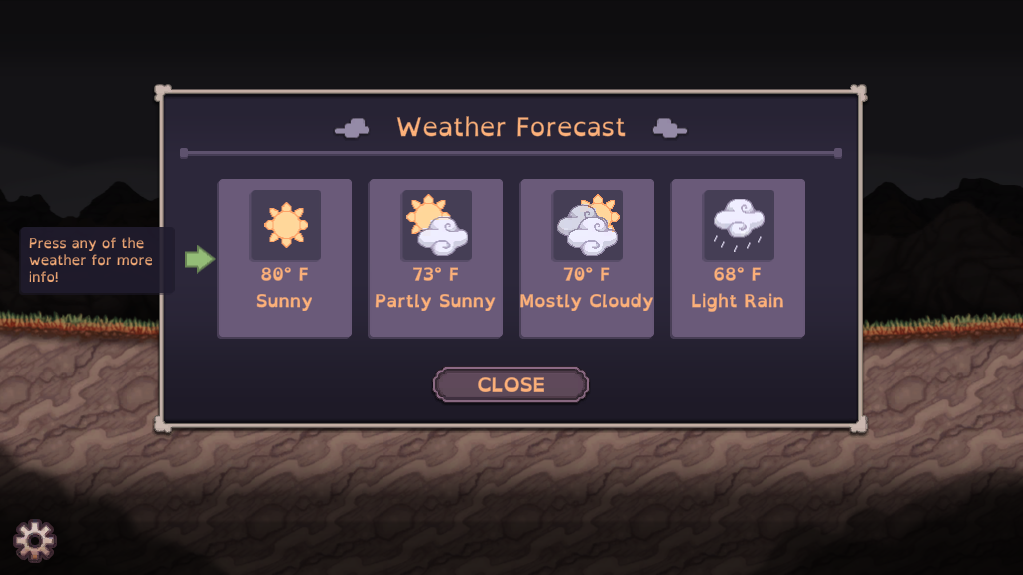 Weather Forecast
Press any of the
weather for more
info!
80° F
Sunny
73° F
Partly Sunny
70° F
Mostly Cloudy
68° F
Light Rain
CLOSE